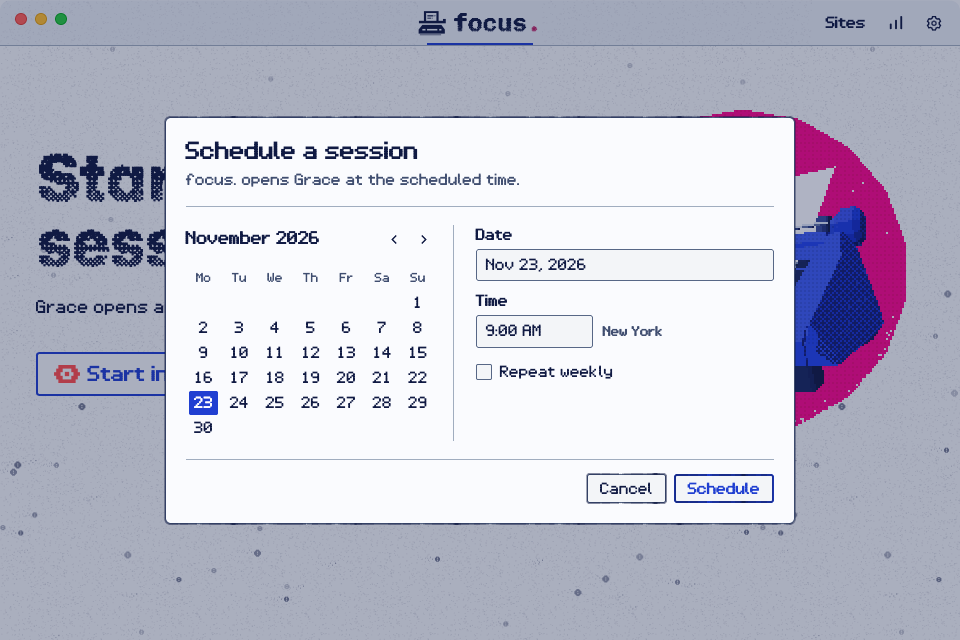 focus.
Sites
Schedule a session
focus. opens Grace at the scheduled time.
November 2026
Mo Tu We Th Fr Sa Su
1
2 3 4 5 6 7 8
9 10 11 12 13 14 15
16 17 18 19 20 21 22
23 24 25 26 27 28 29
30
Date
Nov 23, 2026
Time
9:00 AM New York
Repeat weekly
Cancel Schedule
sess
Grace opens a
Start in